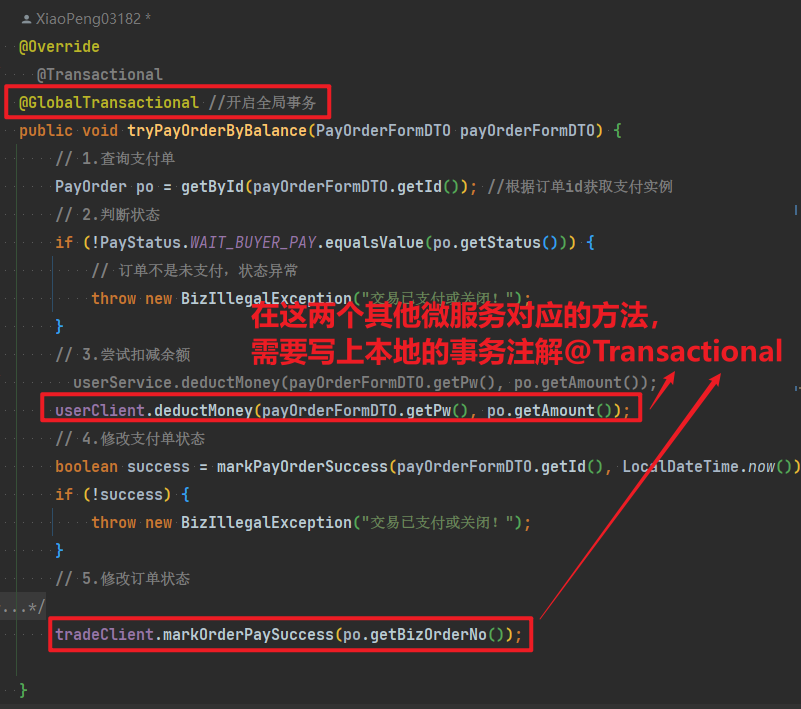 XiaoPeng03182 *
@Override
@Transactional
@GlobalTransactional //开启全局事务
public void tryPayOrderByBalance(PayOrderFormDTO payOrderFormDTO) {
// 1.查询支付单
PayOrder po = getById(payOrderFormDTO.getId()); //根据订单id获取支付实例
// 2.判断状态
if (!PayStatus.WAIT_BUYER_PAY.equalsValue(po.getStatus())) {
// 订单不是未支付，状态异常
throw new BizIllegalException("交易已支付或关闭！");
在这两个其他微服务对应的方法，
}
需要写上本地的事务注解@Transactional
// 3.尝试扣减余额
userService.deductMoney(payOrderFormDTO.getPw(), po.getAmount());
userClient.deductMoney(payOrderFormDTO.getPw(), po.getAmount());
// 4.修改支付单状态
boolean success = markPayOrderSuccess(payOrderFormDTO.getId(), LocalDateTime.now())
if (!success) {
throw new BizIllegalException("交易已支付或关闭！");
}
// 5.修改订单状态
...*/
tradeClient.markOrderPaySuccess(po.getBizOrderNo());
}